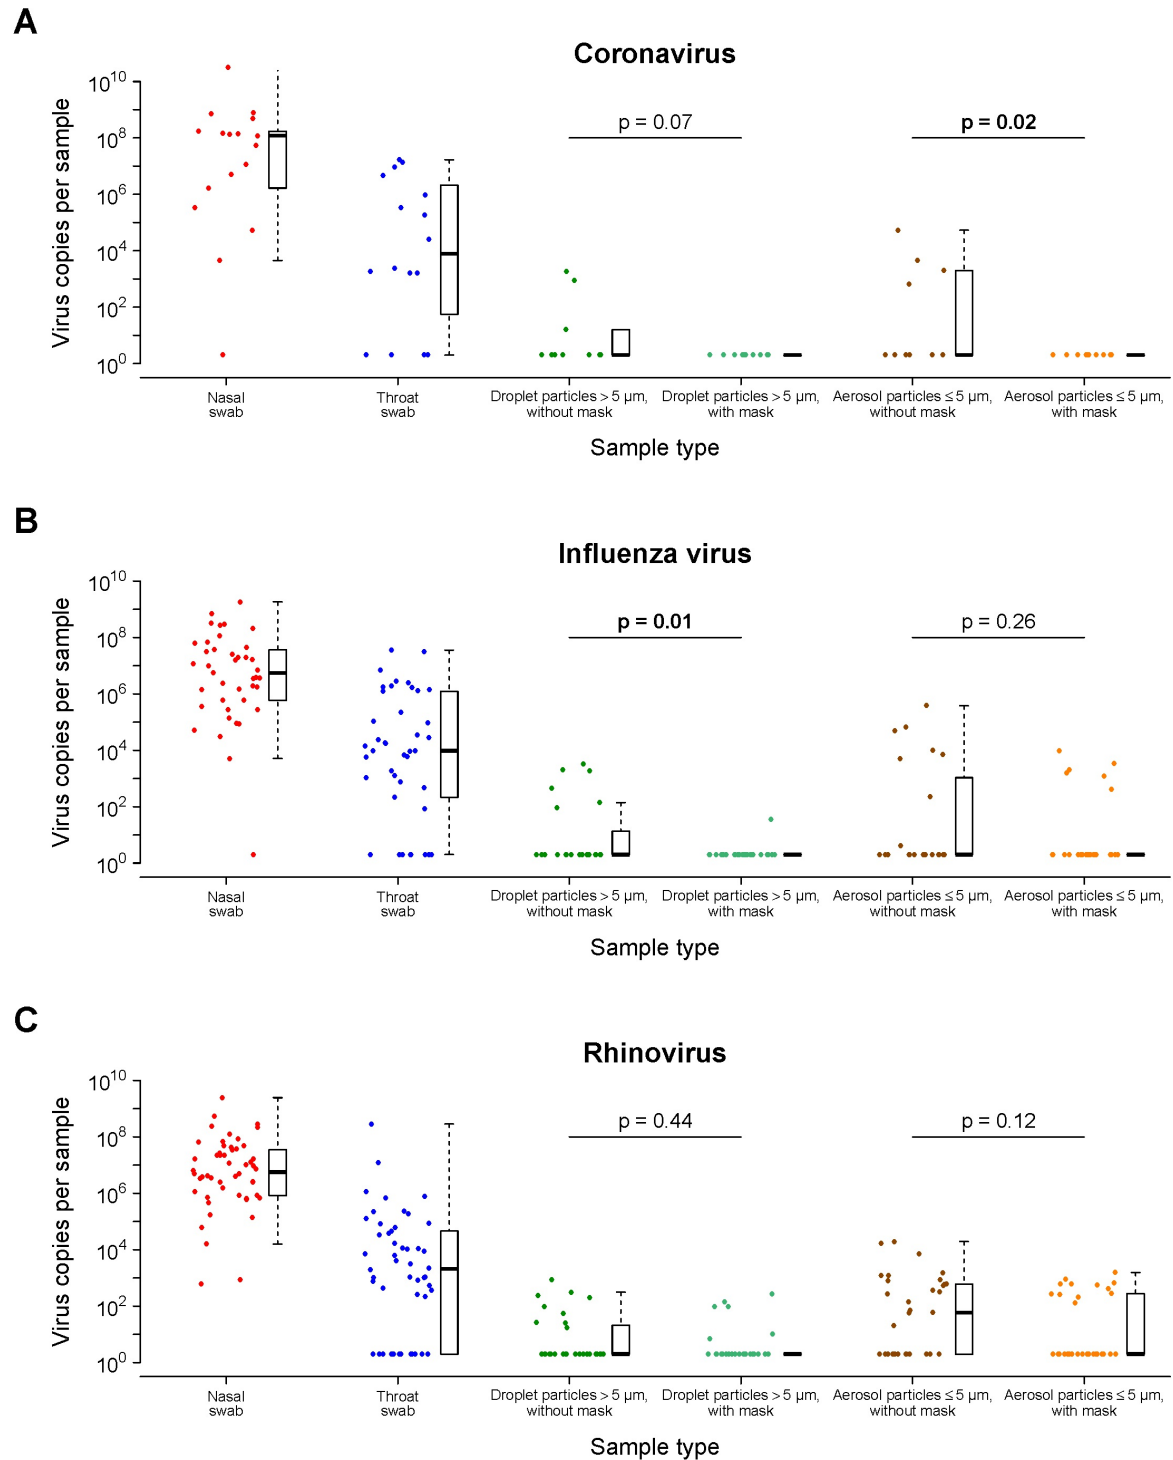 A
Coronavirus
Virus copies per sample
10^10
10^8
10^6
10^4
10^2
10^0
p = 0.07
p = 0.02
Nasal swab
Throat swab
Droplet particles > 5 µm, without mask
Droplet particles > 5 µm, with mask
Aerosol particles ≤ 5 µm, without mask
Aerosol particles ≤ 5 µm, with mask
Sample type
B
Influenza virus
Virus copies per sample
10^10
10^8
10^6
10^4
10^2
10^0
p = 0.01
p = 0.26
Nasal swab
Throat swab
Droplet particles > 5 µm, without mask
Droplet particles > 5 µm, with mask
Aerosol particles ≤ 5 µm, without mask
Aerosol particles ≤ 5 µm, with mask
Sample type
C
Rhinovirus
Virus copies per sample
10^10
10^8
10^6
10^4
10^2
10^0
p = 0.44
p = 0.12
Nasal swab
Throat swab
Droplet particles > 5 µm, without mask
Droplet particles > 5 µm, with mask
Aerosol particles ≤ 5 µm, without mask
Aerosol particles ≤ 5 µm, with mask
Sample type